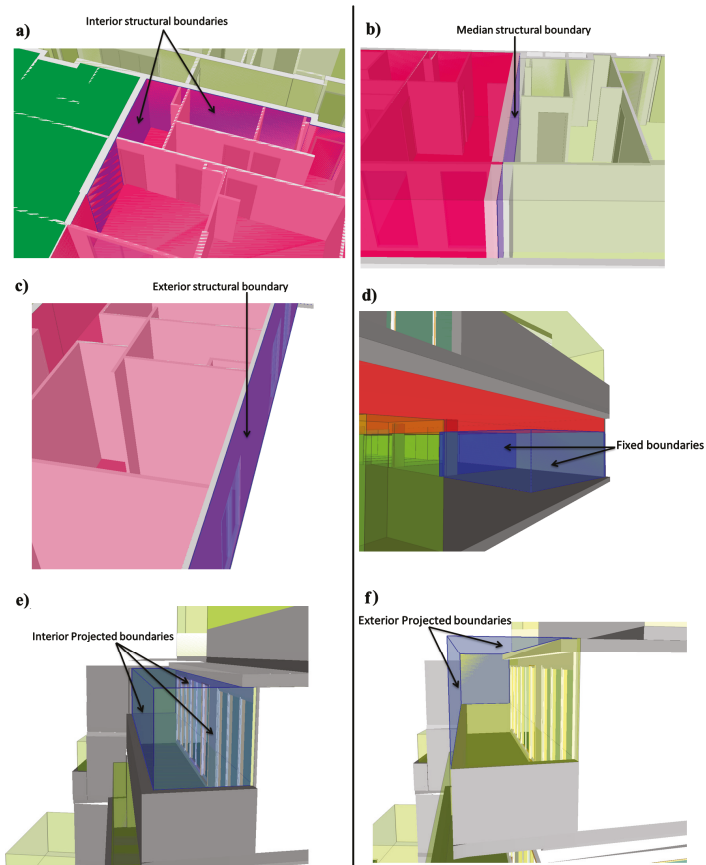 a)
Interior structural boundaries
b)
Median structural boundary
c)
Exterior structural boundary
d)
Fixed boundaries
e)
Interior Projected boundaries
f)
Exterior Projected boundaries